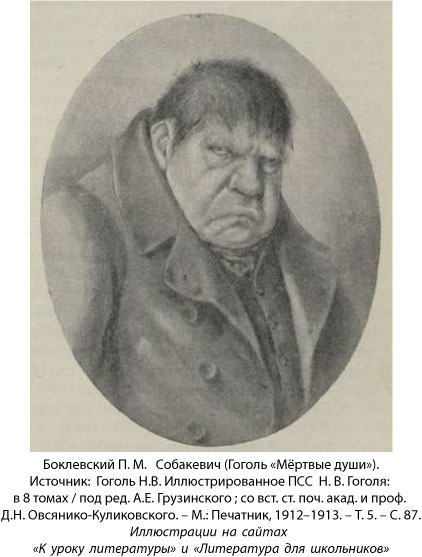 Боклевский П. М.   Собакевич (Гоголь «Мёртвые души»).
Источник:  Гоголь Н.В. Иллюстрированное ПСС  Н. В. Гоголя:
в 8 томах / под ред. А.Е. Грузинского ; со вст. ст. поч. акад. и проф.
Д.Н. Овсянико-Куликовского. – М.: Печатник, 1912–1913. – Т. 5. – С. 87.
Иллюстрации на сайтах
«К уроку литературы» и «Литература для школьников»